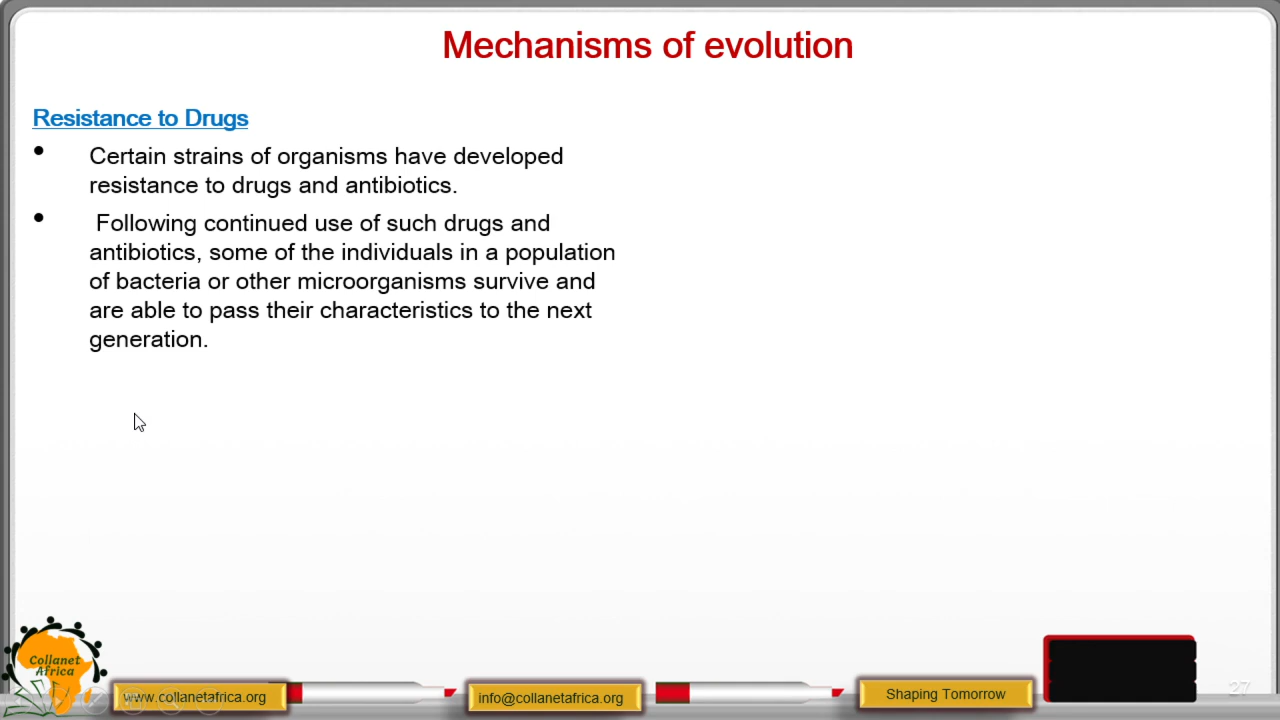 Mechanisms of evolution
Resistance to Drugs
• Certain strains of organisms have developed
resistance to drugs and antibiotics.
• Following continued use of such drugs and
antibiotics, some of the individuals in a population
of bacteria or other microorganisms survive and
are able to pass their characteristics to the next
generation.
Collanet
Africa
www.collanetafrica.org
info@collanetafrica.org
Shaping Tomorrow
27